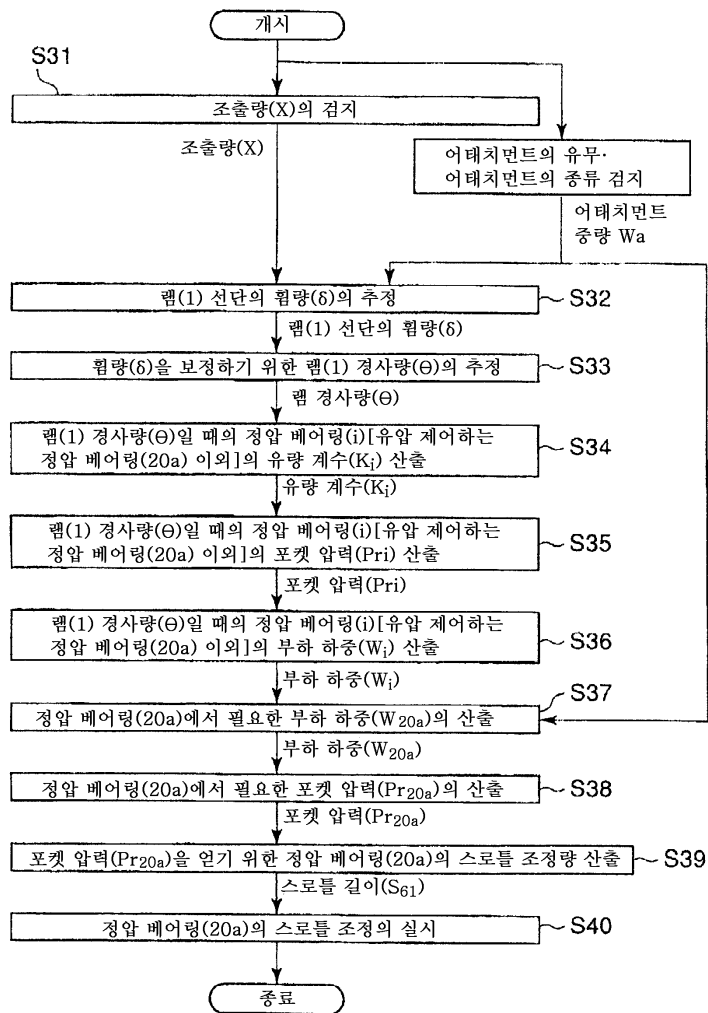 개시
S31
조출량(X)의 검지
조출량(X)
어태치먼트의 유무·
어태치먼트의 종류 검지
어태치먼트
중량 Wa
램(1) 선단의 휨량(δ)의 추정
S32
램(1) 선단의 휨량(δ)
휨량(δ)을 보정하기 위한 램(1) 경사량(Θ)의 추정
S33
램 경사량(Θ)
램(1) 경사량(Θ)일 때의 정압 베어링(i)[유압 제어하는
정압 베어링(20a) 이외]의 유량 계수(Ki) 산출
S34
유량 계수(Ki)
램(1) 경사량(Θ)일 때의 정압 베어링(i)[유압 제어하는
정압 베어링(20a) 이외]의 포켓 압력(Pri) 산출
S35
포켓 압력(Pri)
램(1) 경사량(Θ)일 때의 정압 베어링(i)[유압 제어하는
정압 베어링(20a) 이외]의 부하 하중(Wi) 산출
S36
부하 하중(Wi)
S37
정압 베어링(20a)에서 필요한 부하 하중(W20a)의 산출
부하 하중(W20a)
정압 베어링(20a)에서 필요한 포켓 압력(Pr20a)의 산출
S38
포켓 압력(Pr20a)
포켓 압력(Pr20a)을 얻기 위한 정압 베어링(20a)의 스로틀 조정량 산출
S39
스로틀 길이(S61)
정압 베어링(20a)의 스로틀 조정의 실시
S40
종료